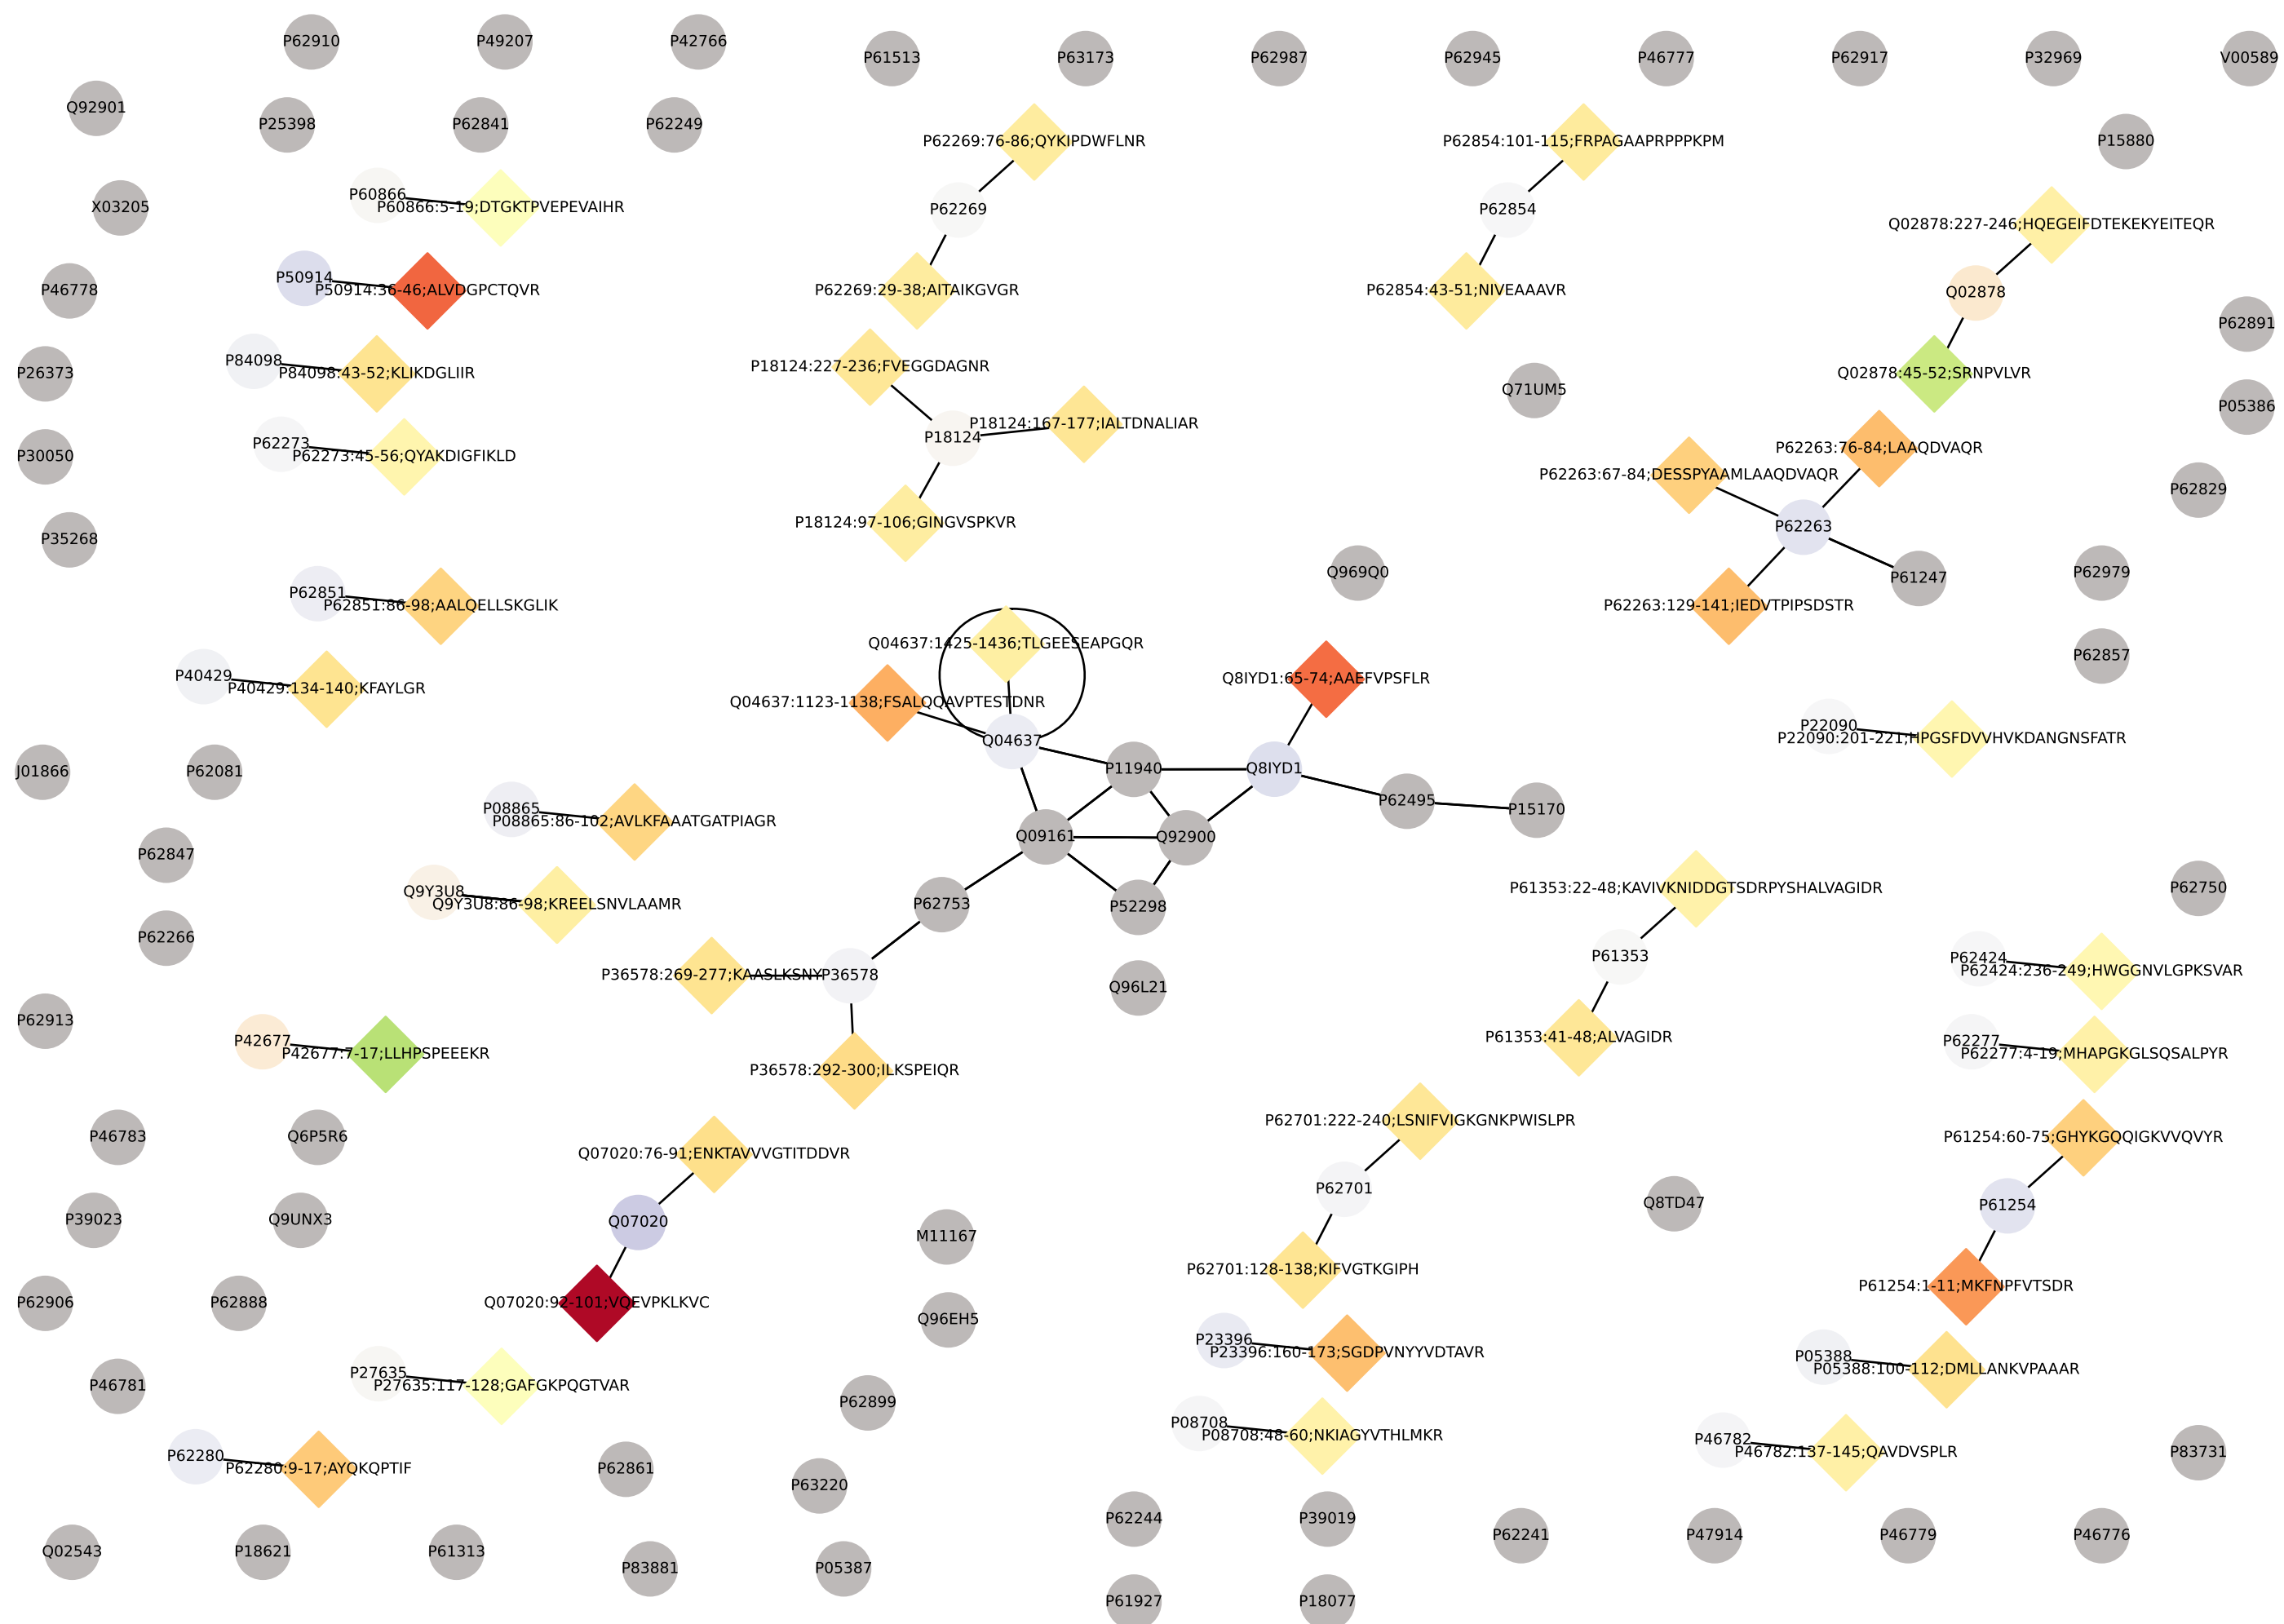 P62910
P49207
P42766
P61513
P63173
P62987
P62945
P46777
P62917
P32969
V00589
Q92901
P25398
P62841
P62249
P62269:76-86;QYKIPDWFLNR
P62854:101-115;FRPAGAAPRPPPKPM
P15880
P60866
P60866:5-19;DTGKTPVEPEVAIHR
X03205
P62269
P62854
Q02878:227-246;HQEGEIFDTEKEKYEITEQR
P50914
P50914:36-46;ALVDGPCTQVR
P46778
P62269:29-38;AITAIKGVGR
P62854:43-51;NIVEAAAVR
Q02878
P62891
P84098
P84098:43-52;KLIKDGLIIR
P26373
P18124:227-236;FVEGGDAGNR
Q71UM5
Q02878:45-52;SRNPVLVR
P05386
P62273
P62273:45-56;QYAKDIGFIKLD
P30050
P18124
P18124:167-177;IALTDNALIAR
P62263:76-84;LAAQDVAQR
P62263:67-84;DESSPYAAMLAAQDVAQR
P62829
P35268
P18124:97-106;GINGVSPKVR
P62263
Q969Q0
P61247
P62979
P62851
P62851:86-98;AALQELLSKGLIK
P62263:129-141;IEDVTPIPSDSTR
Q04637:1425-1436;TLGEESEAPGQR
P62857
P40429
P40429:134-140;KFAYLGR
Q04637:1123-1138;FSALQQAVPTESTDNR
Q8IYD1:65-74;AAEFVPSFLR
Q04637
P22090
P22090:201-221;HPGSFDVVHVKDANGNSFATR
J01866
P62081
P11940
Q8IYD1
P08865
P08865:86-102;AVLKFAAATGATPIAGR
P62495
P15170
P62847
Q09161
Q92900
Q9Y3U8
Q9Y3U8:86-98;KREELSNVLAAMR
P62753
P52298
P61353:22-48;KAVIVKNIDDGTSDRPYSHALVAGIDR
P62750
P62266
P36578:269-277;KAASLKSNY
P36578
Q96L21
P61353
P62424
P62424:236-249;HWGGNVLGPKSVAR
P62913
P42677
P42677:7-17;LLHPSPEEEKR
P36578:292-300;ILKSPEIQR
P61353:41-48;ALVAGIDR
P62277
P62277:4-19;MHAPGKGLSQSALPYR
P46783
Q6P5R6
Q07020:76-91;ENKTAVVVGTITDDVR
P62701:222-240;LSNIFVIGKGNKPWISLPR
P61254:60-75;GHYKGQQIGKVVQVYR
P39023
Q9UNX3
Q07020
M11167
P62701
Q8TD47
P61254
P62906
P62888
Q07020:92-101;VQEVPKLKVC
Q96EH5
P62701:128-138;KIFVGTKGIPH
P61254:1-11;MKFNPFVTSDR
P46781
P27635
P27635:117-128;GAFGKPQGTVAR
P62899
P23396
P23396:160-173;SGDPVNYYVDTAVR
P05388
P05388:100-112;DMLLANKVPAAAR
P62280
P62280:9-17;AYQKQPTIF
P62861
P63220
P08708
P08708:48-60;NKIAGYVTHLMKR
P46782
P46782:137-145;QAVDVSPLR
P83731
Q02543
P18621
P61313
P83881
P05387
P62244
P39019
P62241
P47914
P46779
P46776
P61927
P18077